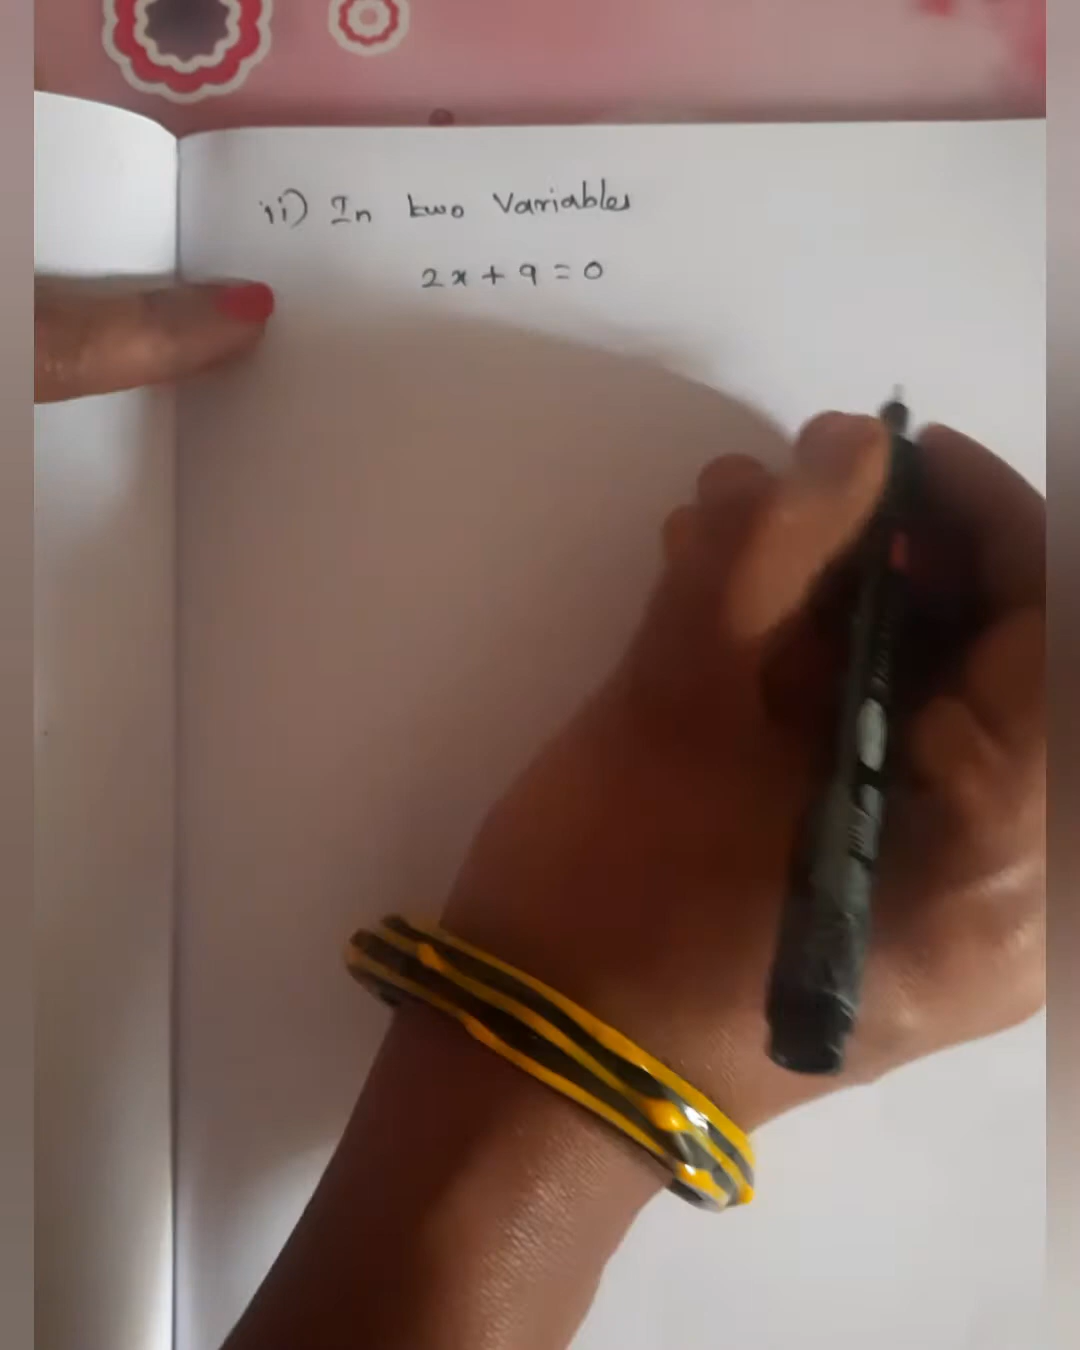 ii) In two Variables
2x + 9 = 0